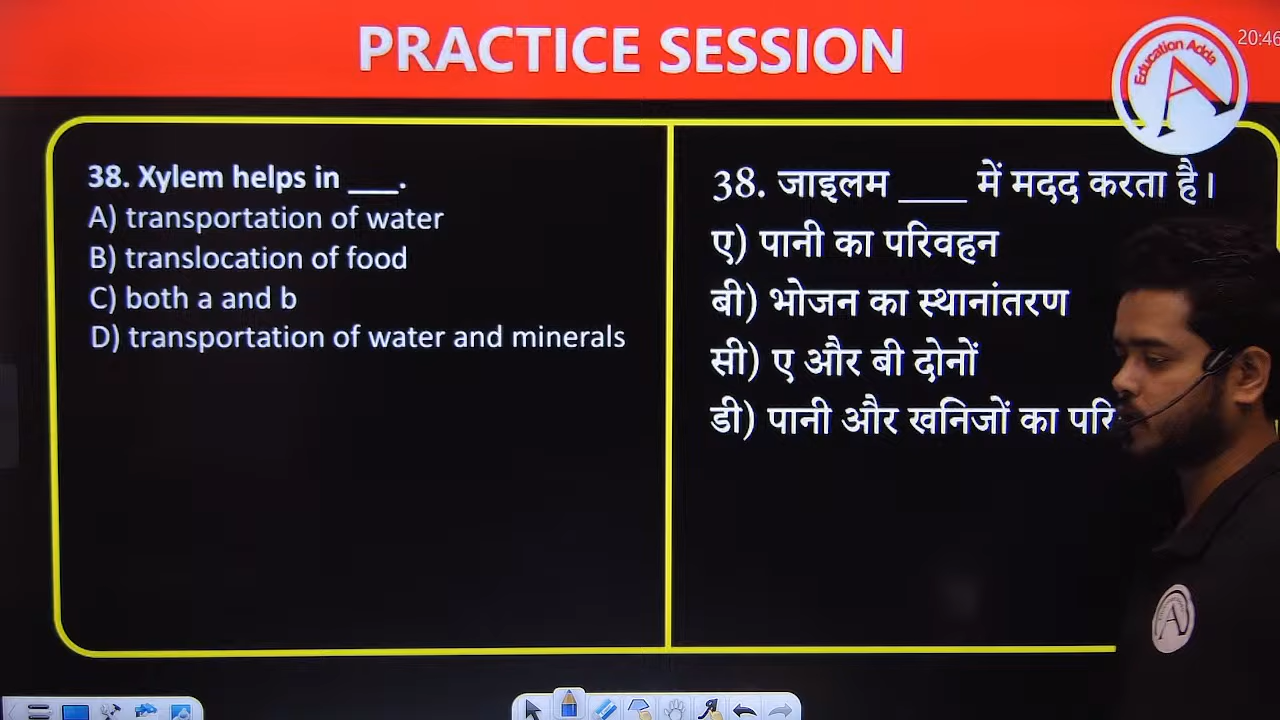 PRACTICE SESSION
Education Adda
20:46
38. Xylem helps in ___.
A) transportation of water
B) translocation of food
C) both a and b
D) transportation of water and minerals
38. जाइलम ____ में मदद करता है।
ए) पानी का परिवहन
बी) भोजन का स्थानांतरण
सी) ए और बी दोनों
डी) पानी और खनिजों का